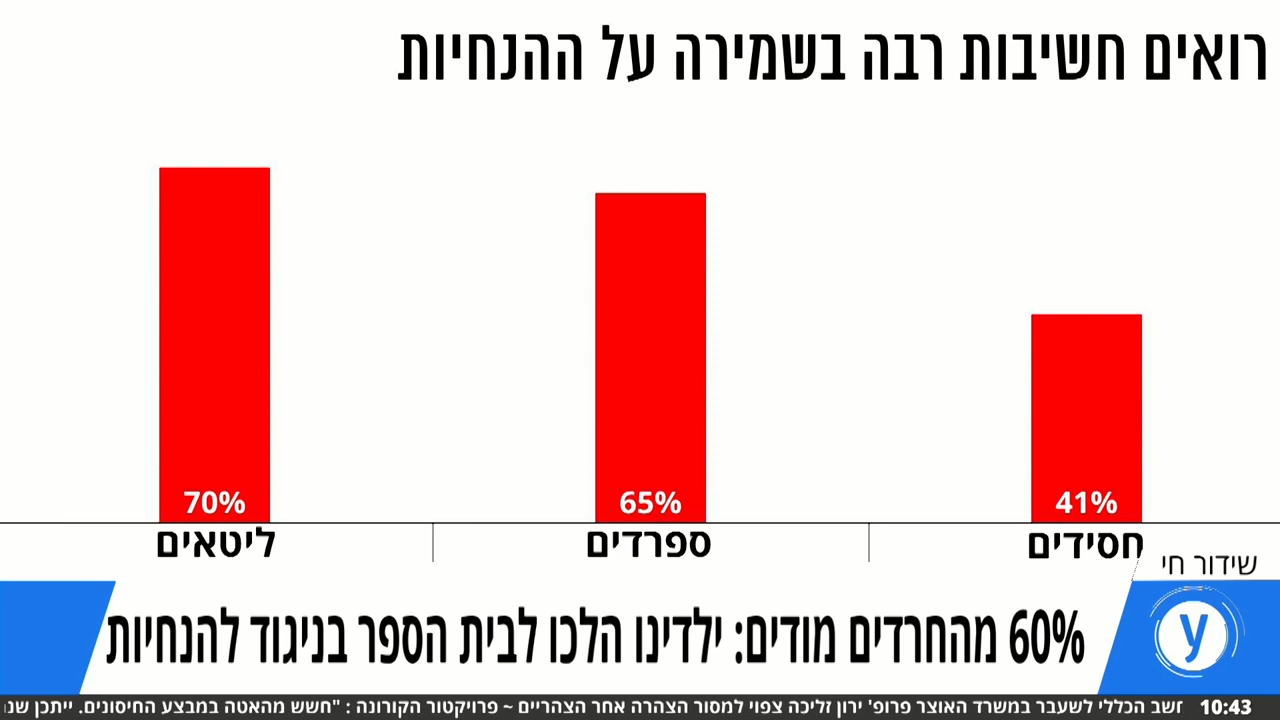 רואים חשיבות רבה בשמירה על ההנחיות
70% 65% 41%
ליטאים ספרדים חסידים
שידור חי
60% מהחרדים מודים: ילדינו הלכו לבית הספר בניגוד להנחיות
y
10:43 חשב הכללי לשעבר במשרד האוצר פרופ' ירון זליכה צפוי למסור הצהרה אחר הצהריים ~ פרויקטור הקורונה : "חשש מהאטה במבצע החיסונים. ייתכן